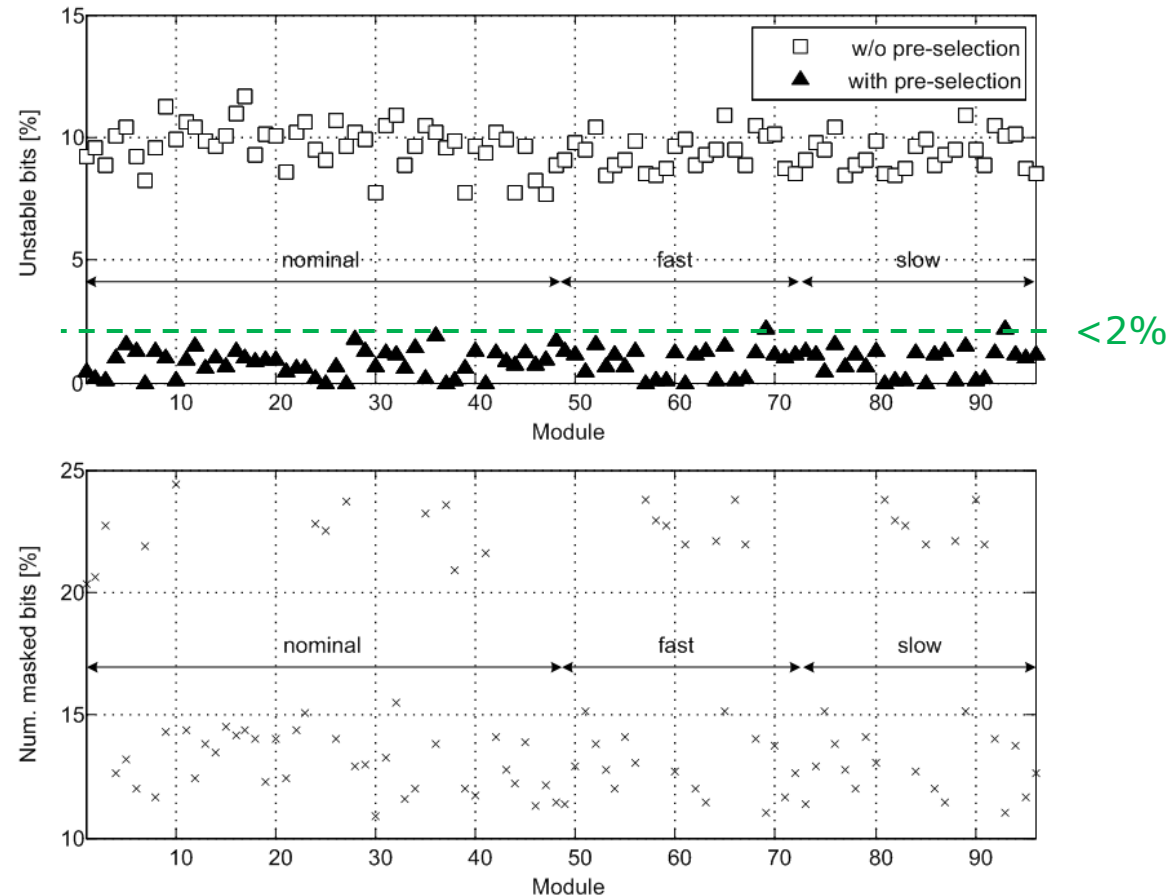 15
w/o pre-selection
with pre-selection
10
Unstable bits [%]
5
nominal
fast
slow
<2%
0
10 20 30 40 50 60 70 80 90
Module
25
20
Num. masked bits [%]
nominal
fast
slow
15
10
10 20 30 40 50 60 70 80 90
Module